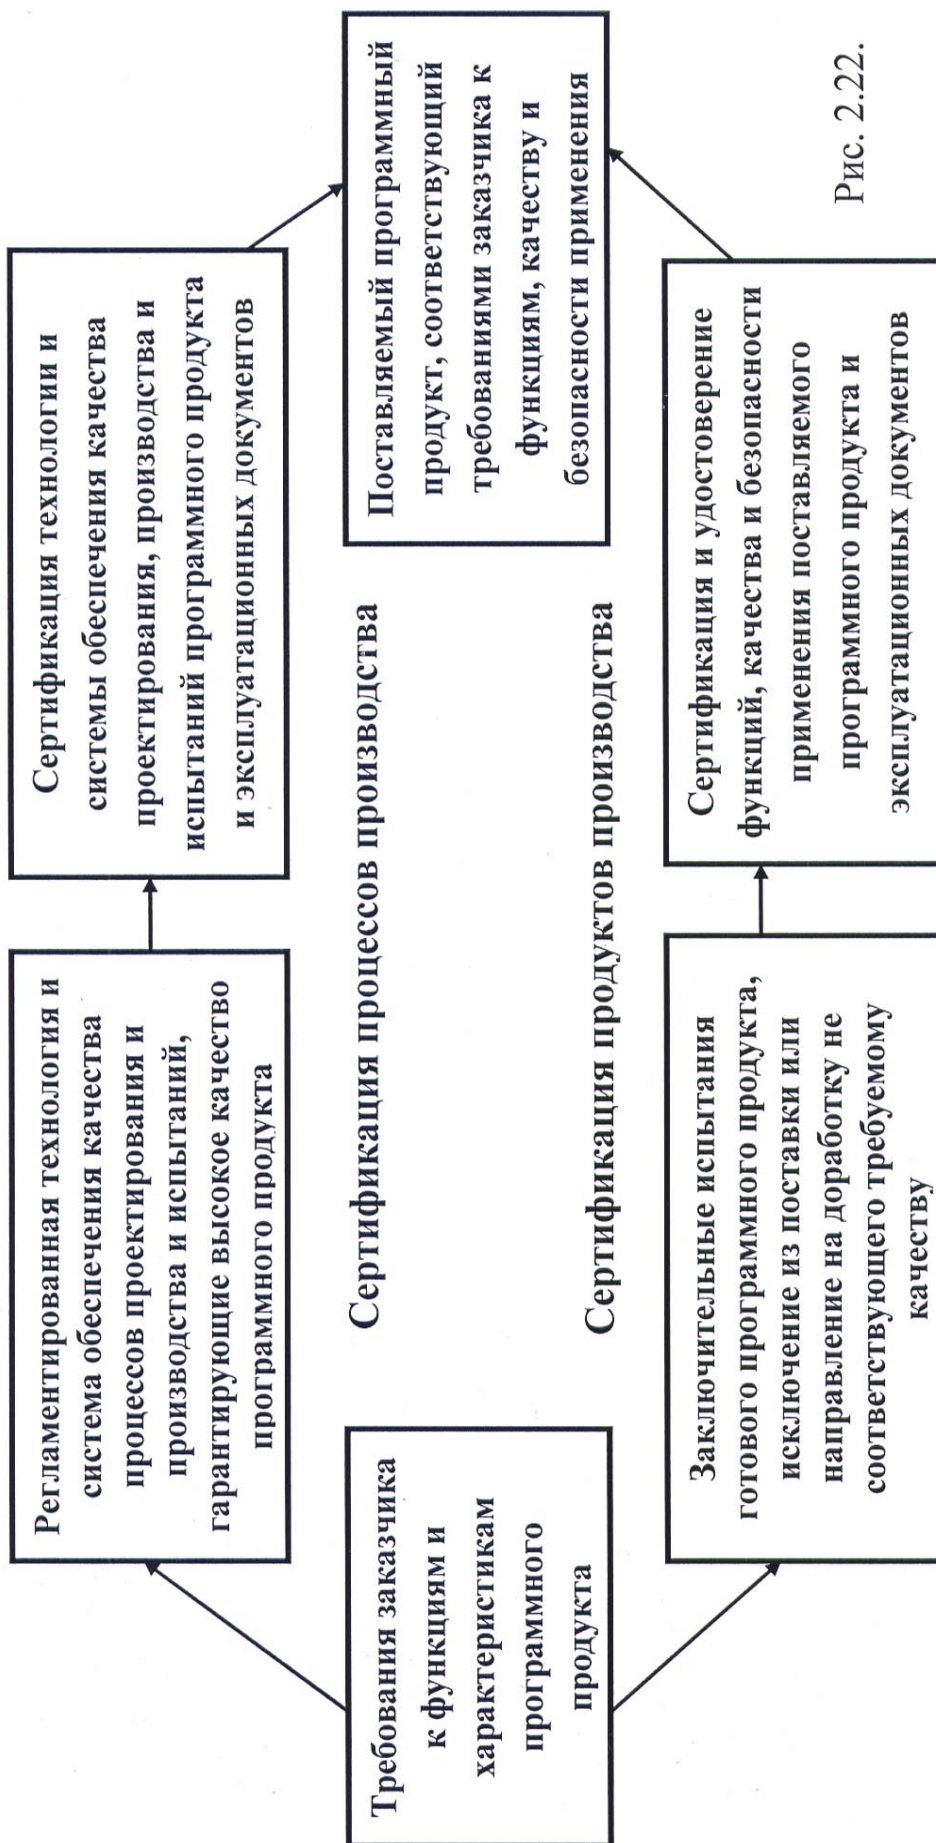 Требования заказчика
к функциям и
характеристикам
программного
продукта
Регламентированная технология и
система обеспечения качества
процессов проектирования и
производства и испытаний,
гарантирующие высокое качество
программного продукта
Сертификация технологии и
системы обеспечения качества
проектирования, производства и
испытаний программного продукта
и эксплуатационных документов
Сертификация процессов производства
Сертификация продуктов производства
Заключительные испытания
готового программного продукта,
исключение из поставки или
направление на доработку не
соответствующего требуемому
качеству
Сертификация и удостоверение
функций, качества и безопасности
применения поставляемого
программного продукта и
эксплуатационных документов
Поставляемый программный
продукт, соответствующий
требованиями заказчика к
функциям, качеству и
безопасности применения
Рис. 2.22.